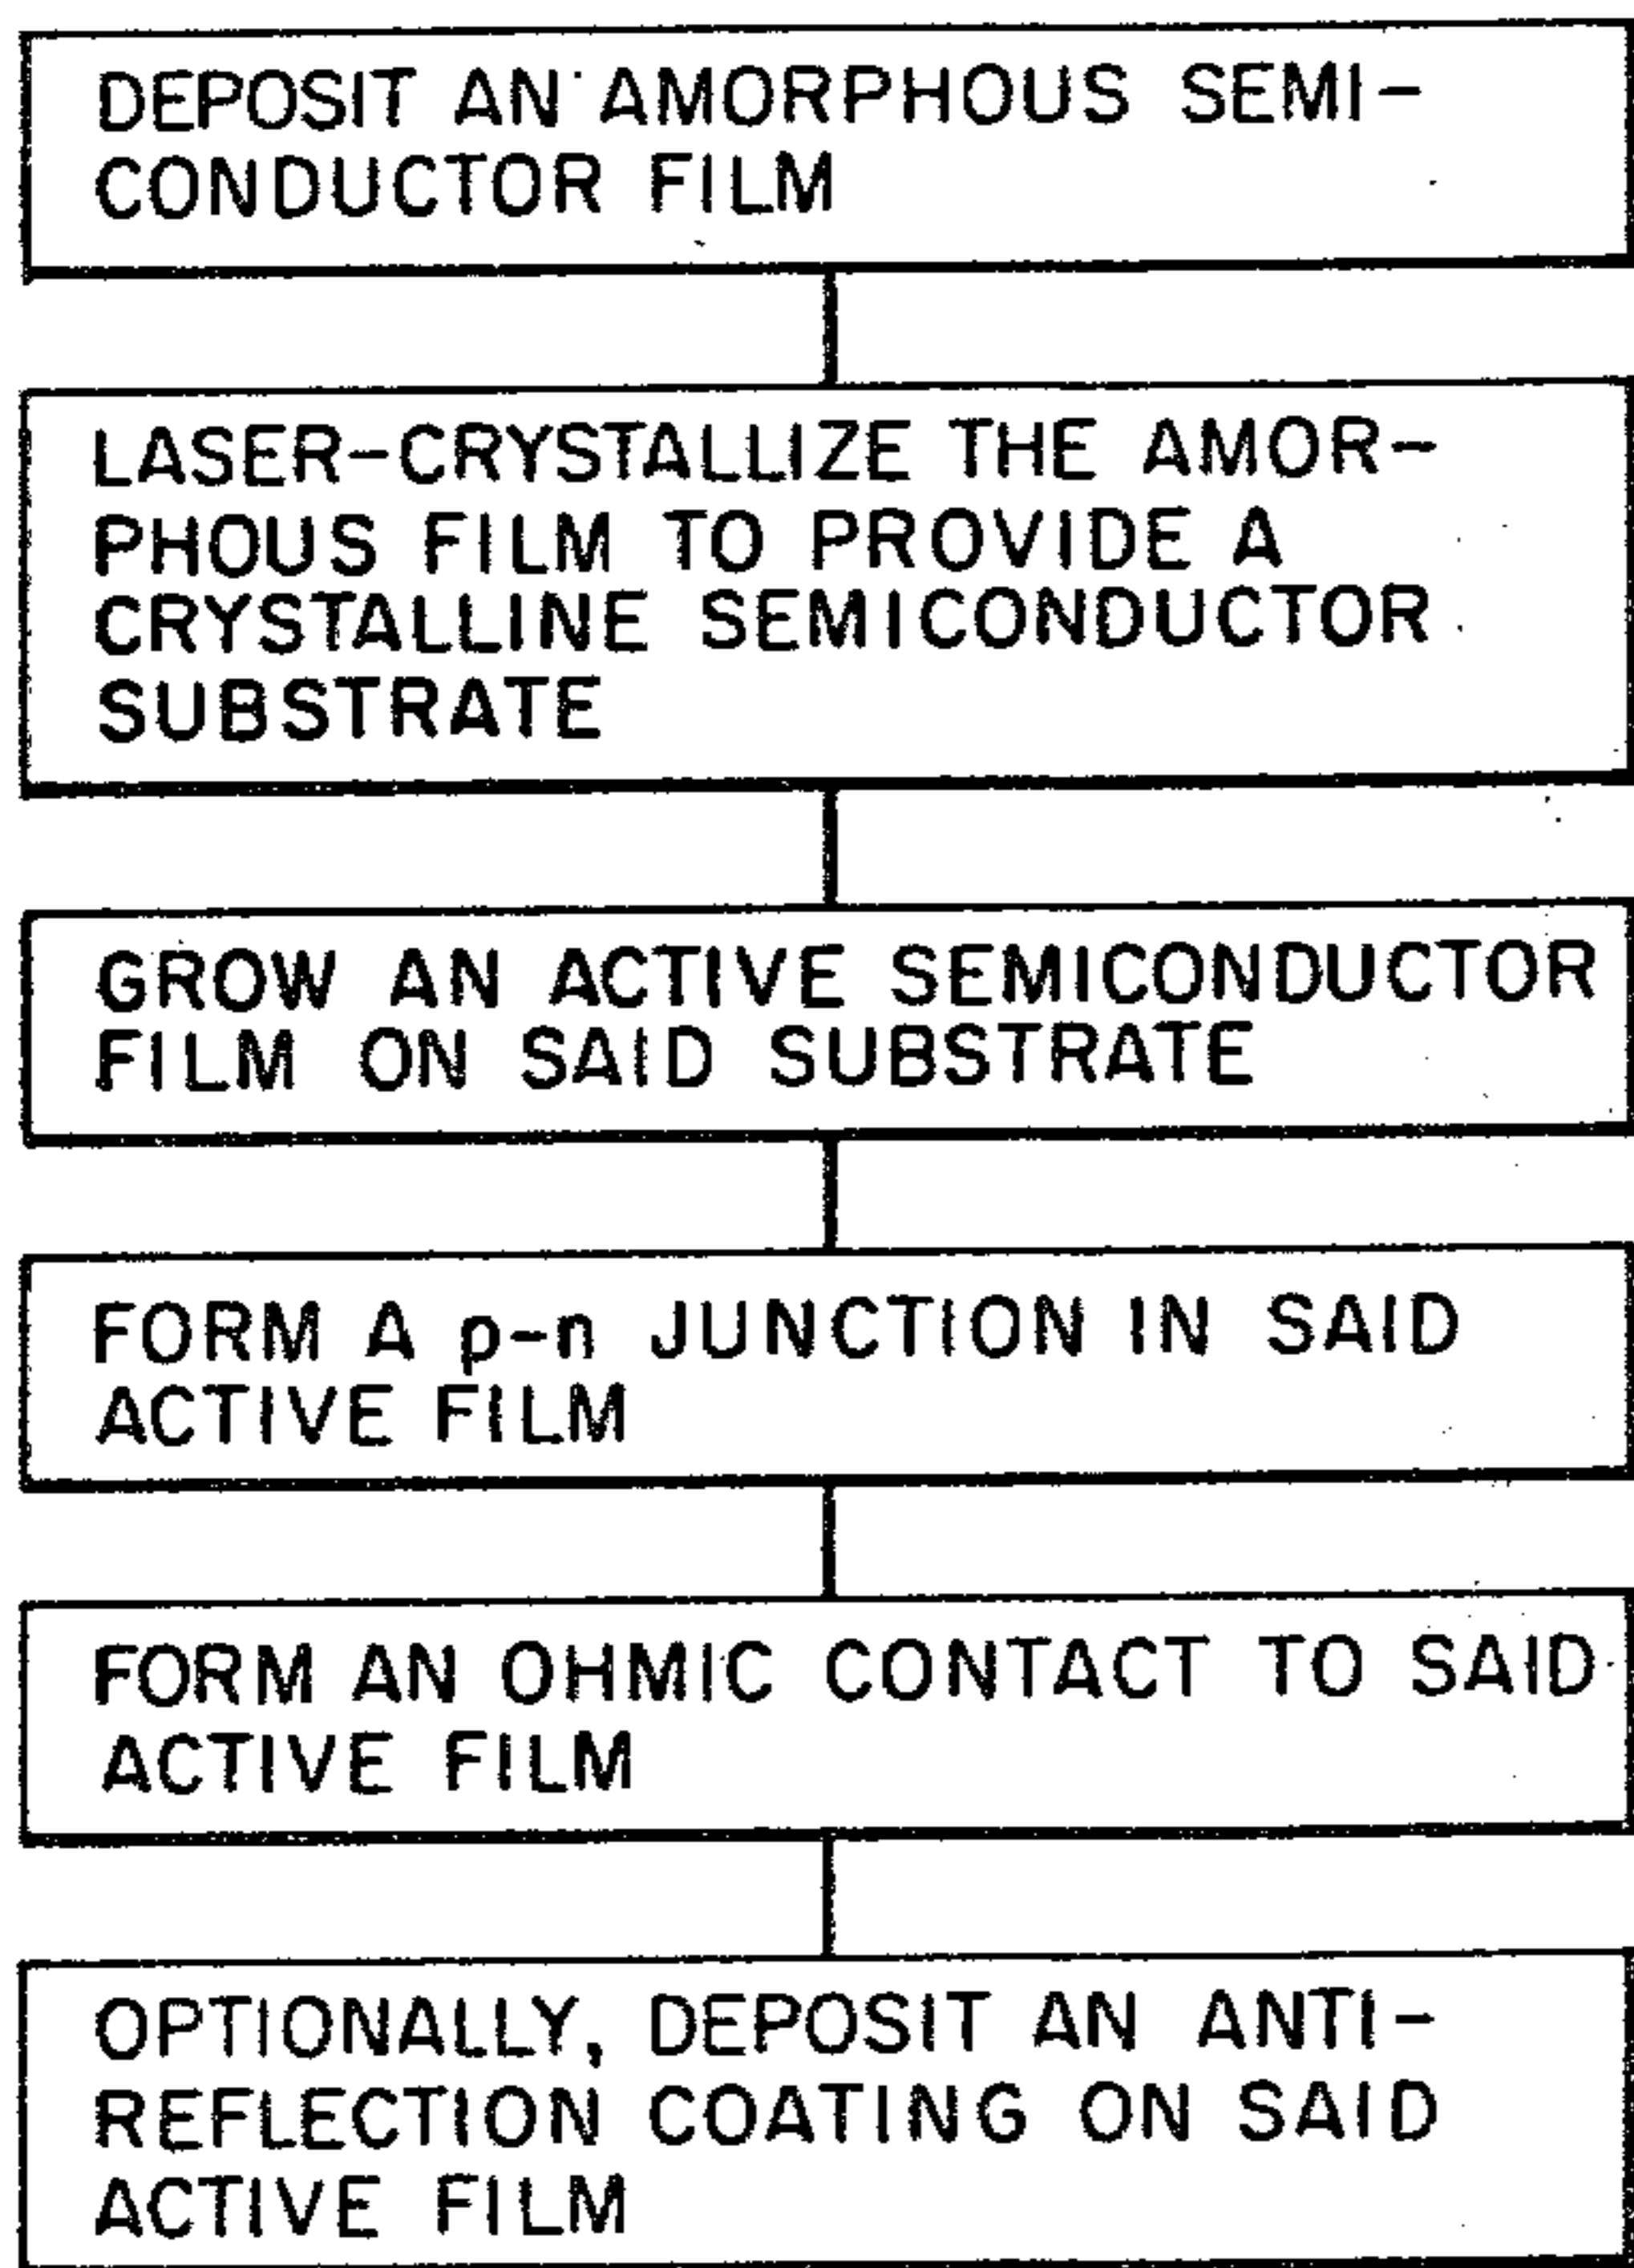 DEPOSIT AN AMORPHOUS SEMI-
CONDUCTOR FILM
LASER-CRYSTALLIZE THE AMOR-
PHOUS FILM TO PROVIDE A
CRYSTALLINE SEMICONDUCTOR
SUBSTRATE
GROW AN ACTIVE SEMICONDUCTOR
FILM ON SAID SUBSTRATE
FORM A p-n JUNCTION IN SAID
ACTIVE FILM
FORM AN OHMIC CONTACT TO SAID
ACTIVE FILM
OPTIONALLY, DEPOSIT AN ANTI-
REFLECTION COATING ON SAID
ACTIVE FILM